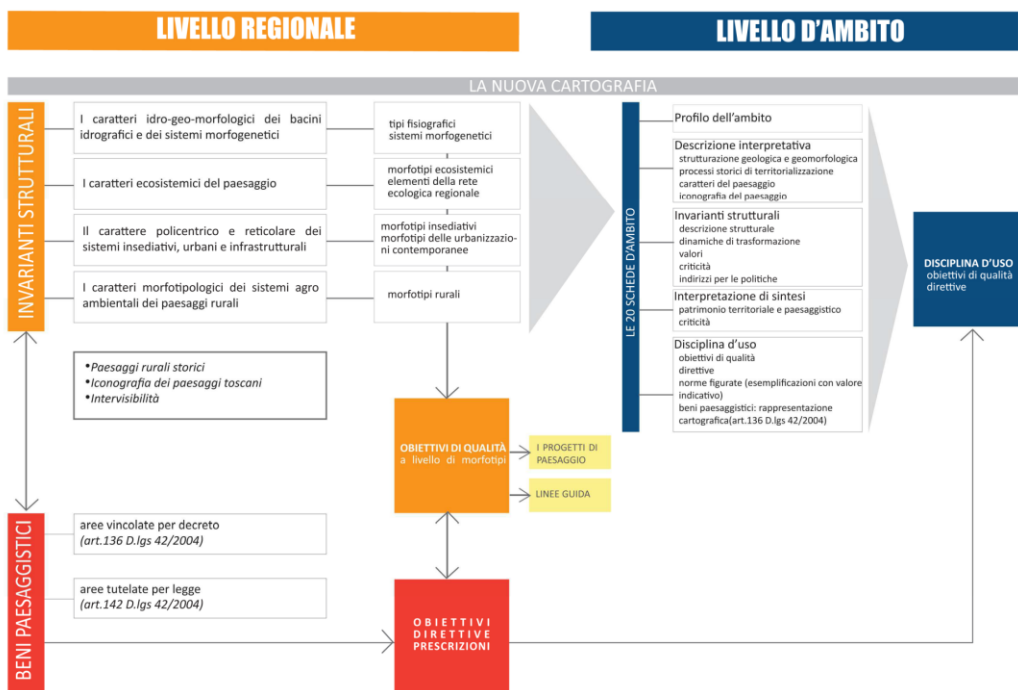 LIVELLO REGIONALE
LIVELLO D'AMBITO
LA NUOVA CARTOGRAFIA
INVARIANTI STRUTTURALI
I caratteri idro-geo-morfologici dei bacini
idrografici e dei sistemi morfogenetici
tipi fisiografici
sistemi morfogenetici
I caratteri ecosistemici del paesaggio
morfotipi ecosistemici
elementi della rete
ecologica regionale
Il carattere policentrico e reticolare dei
sistemi insediativi, urbani e infrastrutturali
morfotipi insediativi
morfotipi delle urbanizzazio-
ni contemporanee
I caratteri morfotipologici dei sistemi agro
ambientali dei paesaggi rurali
morfotipi rurali
•Paesaggi rurali storici
•Iconografia dei paesaggi toscani
•Intervisibilità
OBIETTIVI DI QUALITÀ
a livello di morfotipi
I PROGETTI DI
PAESAGGIO
LINEE GUIDA
BENI PAESAGGISTICI
aree vincolate per decreto
(art.136 D.lgs 42/2004)
aree tutelate per legge
(art.142 D.lgs 42/2004)
OBIETTIVI
DIRETTIVE
PRESCRIZIONI
LE 20 SCHEDE D'AMBITO
Profilo dell'ambito
Descrizione interpretativa
strutturazione geologica e geomorfologica
processi storici di territorializzazione
caratteri del paesaggio
iconografia del paesaggio
Invarianti strutturali
descrizione strutturale
dinamiche di trasformazione
valori
criticità
indirizzi per le politiche
Interpretazione di sintesi
patrimonio territoriale e paesaggistico
criticità
Disciplina d'uso
obiettivi di qualità
direttive
norme figurate (esemplificazioni con valore
indicativo)
beni paesaggistici: rappresentazione
cartografica(art.136 D.lgs 42/2004)
DISCIPLINA D'USO
obiettivi di qualità
direttive